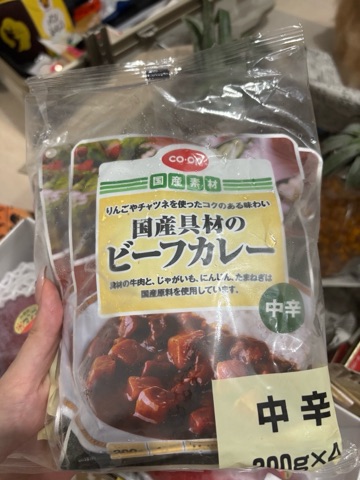 CO・OP
国産素材
りんごやチャツネを使ったコクのある味わい
国産具材の
ビーフカレー
具材の牛肉と、じゃがいも、にんじん、たまねぎは
国産原料を使用しています。
中辛
中辛
200g×4